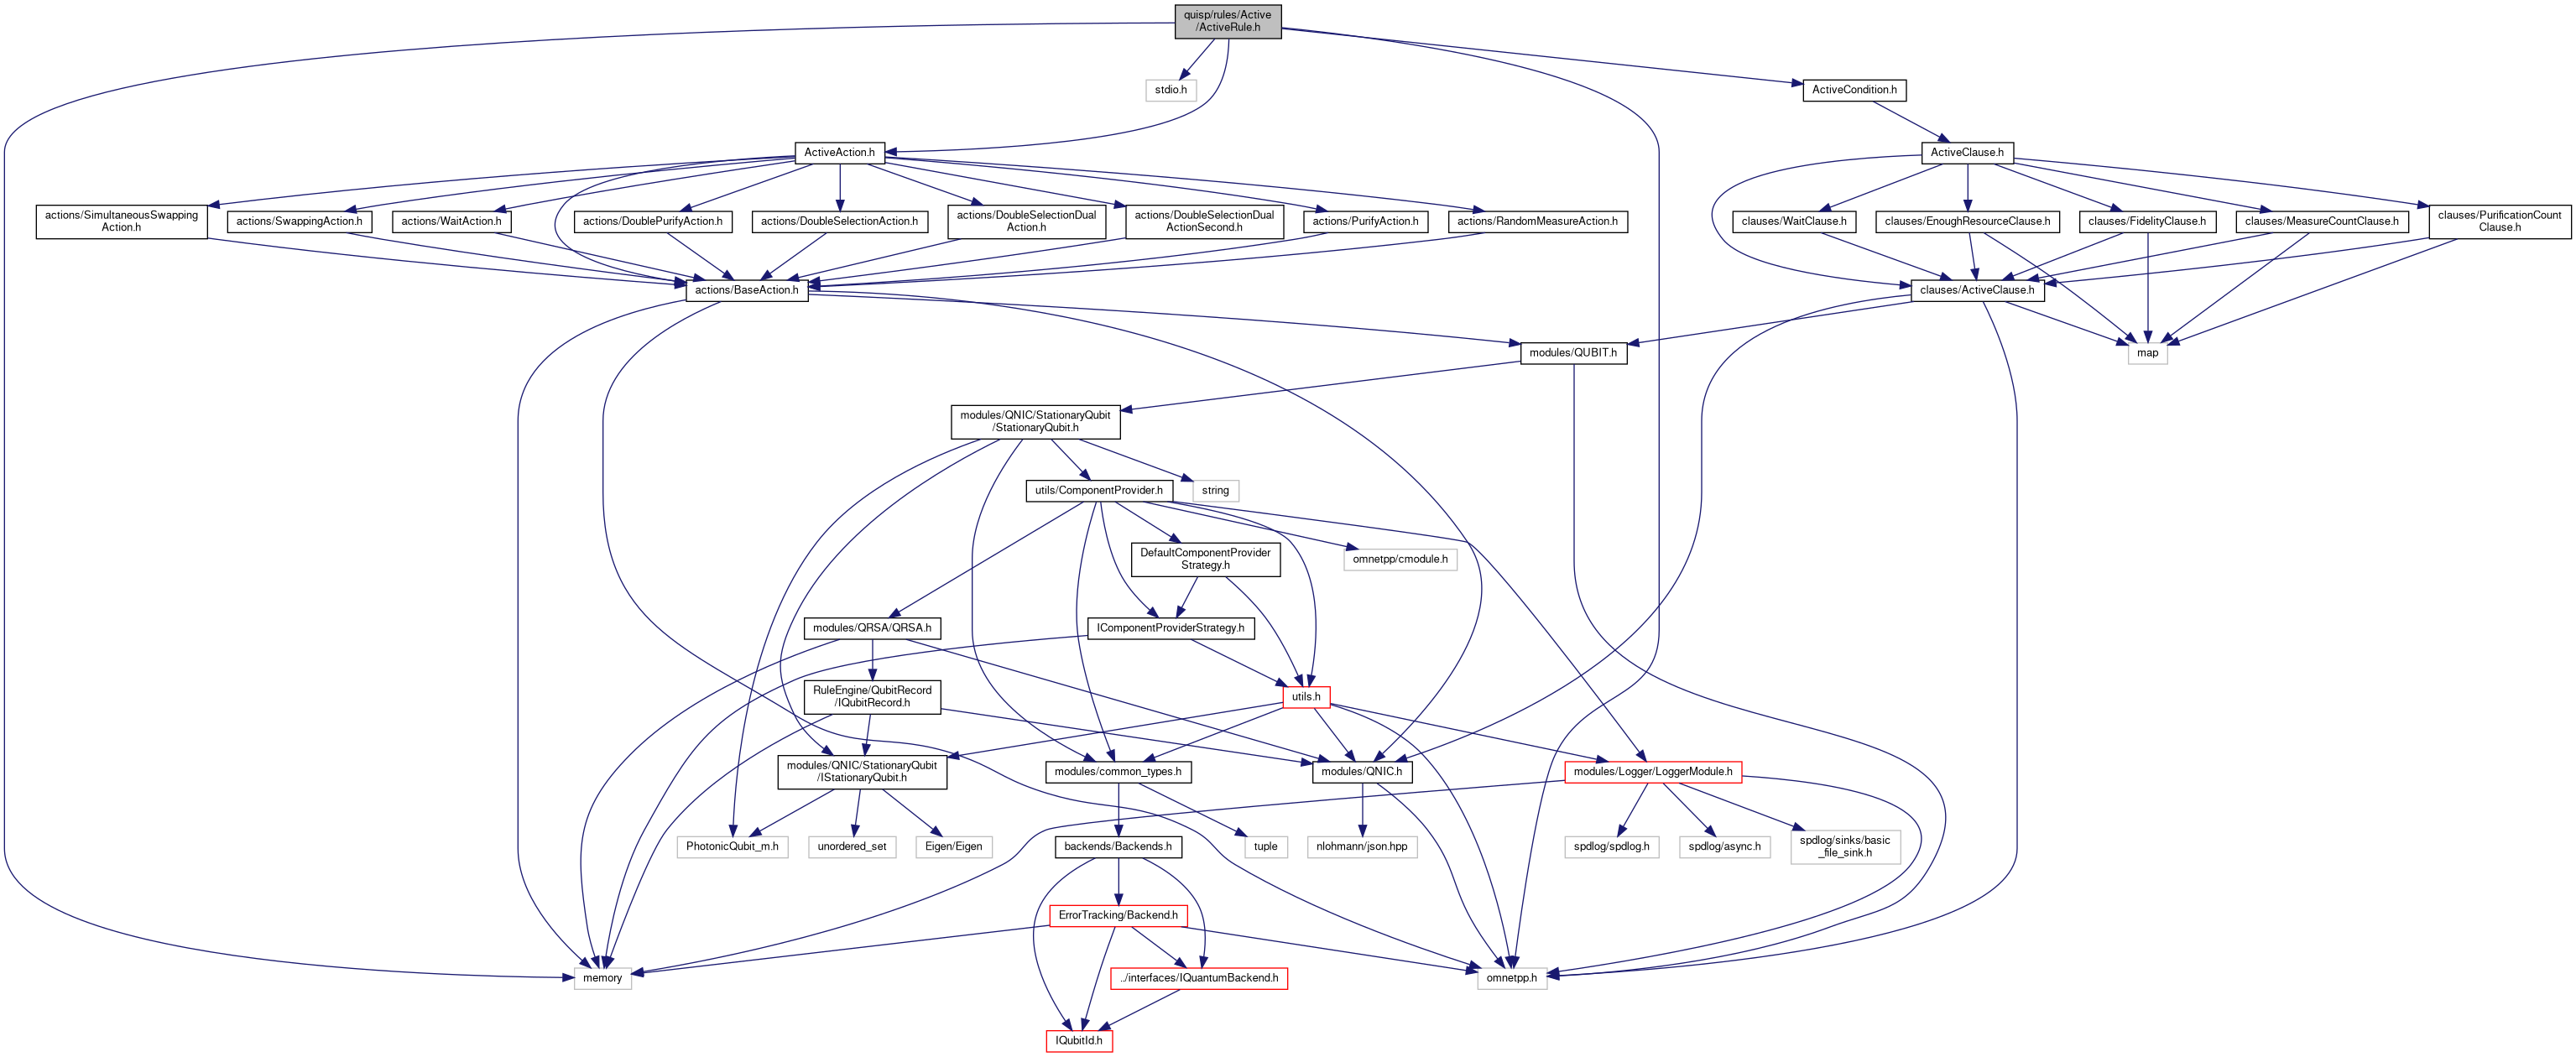 quisp/rules/Active
/ActiveRule.h
stdio.h
ActiveCondition.h
ActiveAction.h
ActiveClause.h
actions/SimultaneousSwapping
Action.h
actions/SwappingAction.h
actions/WaitAction.h
actions/DoublePurifyAction.h
actions/DoubleSelectionAction.h
actions/DoubleSelectionDual
Action.h
actions/DoubleSelectionDual
ActionSecond.h
actions/PurifyAction.h
actions/RandomMeasureAction.h
clauses/WaitClause.h
clauses/EnoughResourceClause.h
clauses/FidelityClause.h
clauses/MeasureCountClause.h
clauses/PurificationCount
Clause.h
actions/BaseAction.h
clauses/ActiveClause.h
modules/QUBIT.h
map
modules/QNIC/StationaryQubit
/StationaryQubit.h
utils/ComponentProvider.h
string
DefaultComponentProvider
Strategy.h
omnetpp/cmodule.h
modules/QRSA/QRSA.h
IComponentProviderStrategy.h
RuleEngine/QubitRecord
/IQubitRecord.h
utils.h
modules/QNIC/StationaryQubit
/IStationaryQubit.h
modules/common_types.h
modules/QNIC.h
modules/Logger/LoggerModule.h
PhotonicQubit_m.h
unordered_set
Eigen/Eigen
backends/Backends.h
tuple
nlohmann/json.hpp
spdlog/spdlog.h
spdlog/async.h
spdlog/sinks/basic
_file_sink.h
ErrorTracking/Backend.h
memory
../interfaces/IQuantumBackend.h
omnetpp.h
IQubitId.h